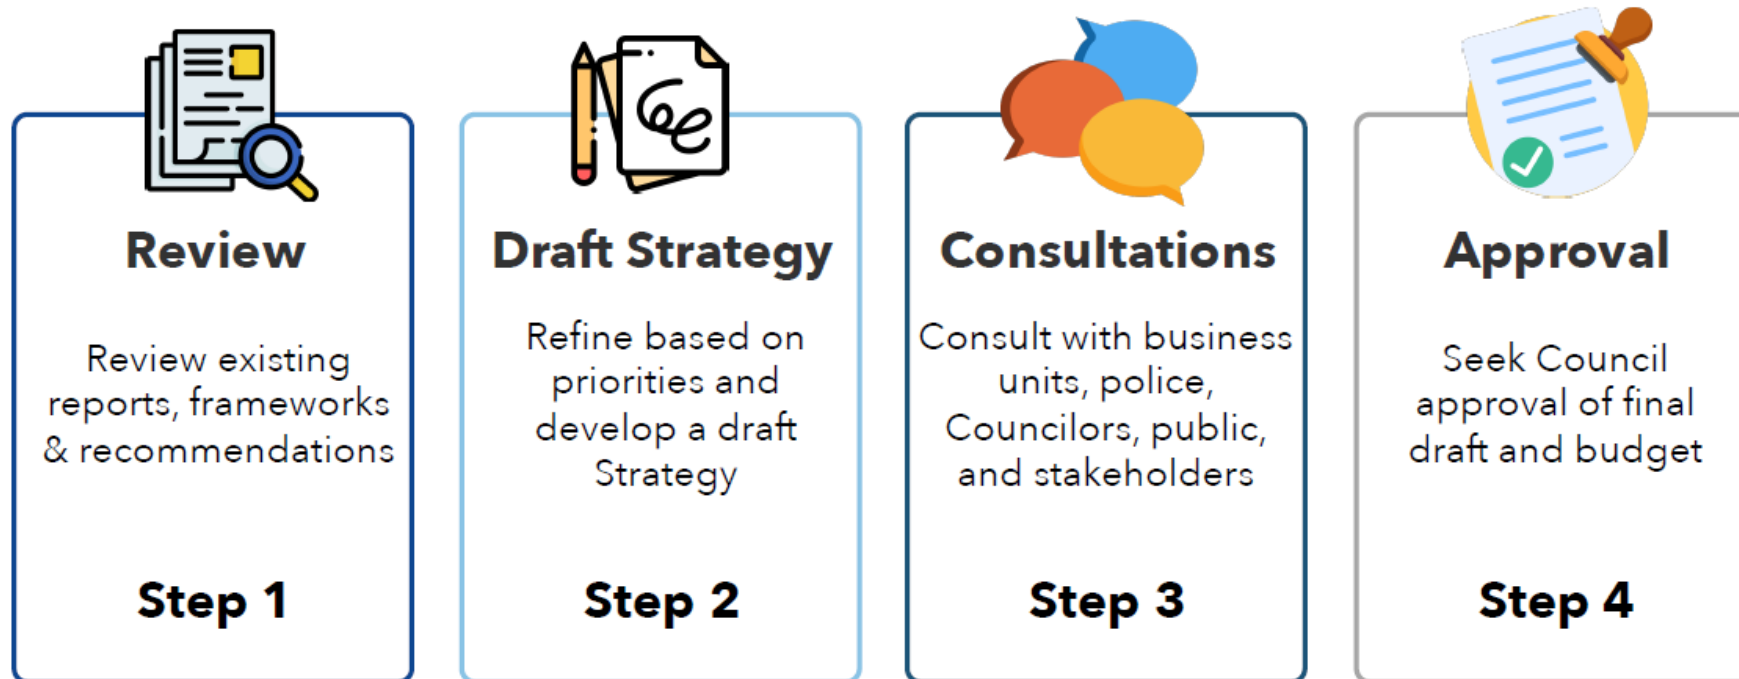 Review
Review existing
reports, frameworks
& recommendations
Step 1
Draft Strategy
Refine based on
priorities and
develop a draft
Strategy
Step 2
Consultations
Consult with business
units, police,
Councilors, public,
and stakeholders
Step 3
Approval
Seek Council
approval of final
draft and budget
Step 4